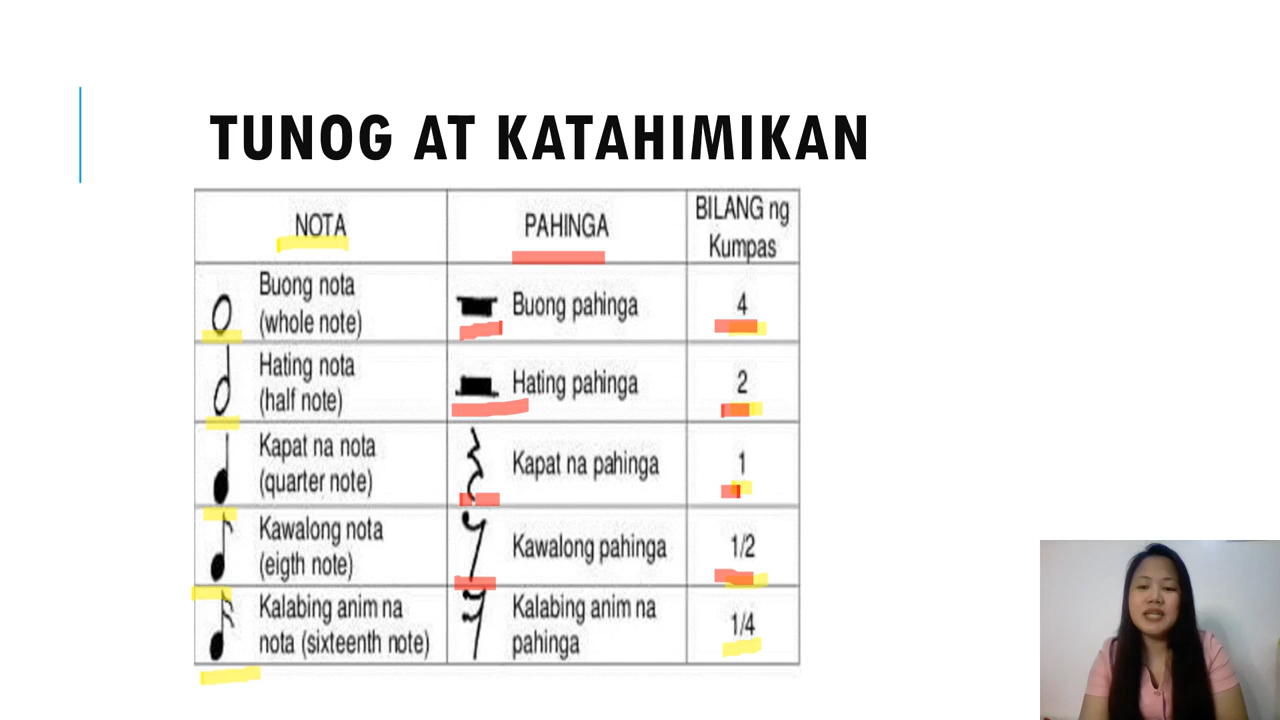 TUNOG AT KATAHIMIKAN
NOTA
PAHINGA
BILANG ng
Kumpas
Buong nota
(whole note)
Buong pahinga
4
Hating nota
(half note)
Hating pahinga
2
Kapat na nota
(quarter note)
Kapat na pahinga
1
Kawalong nota
(eigth note)
Kawalong pahinga
1/2
Kalabing anim na
nota (sixteenth note)
Kalabing anim na
pahinga
1/4